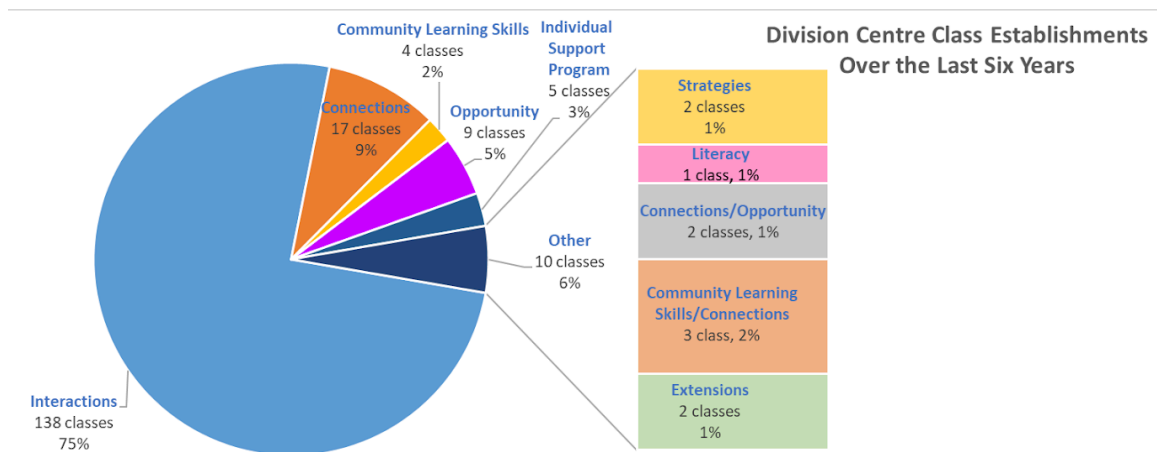 Division Centre Class Establishments
Over the Last Six Years
Community Learning Skills
4 classes
2%
Individual
Support
Program
5 classes
3%
Connections
17 classes
9%
Opportunity
9 classes
5%
Other
10 classes
6%
Interactions
138 classes
75%
Strategies
2 classes
1%
Literacy
1 class, 1%
Connections/Opportunity
2 classes, 1%
Community Learning
Skills/Connections
3 class, 2%
Extensions
2 classes
1%